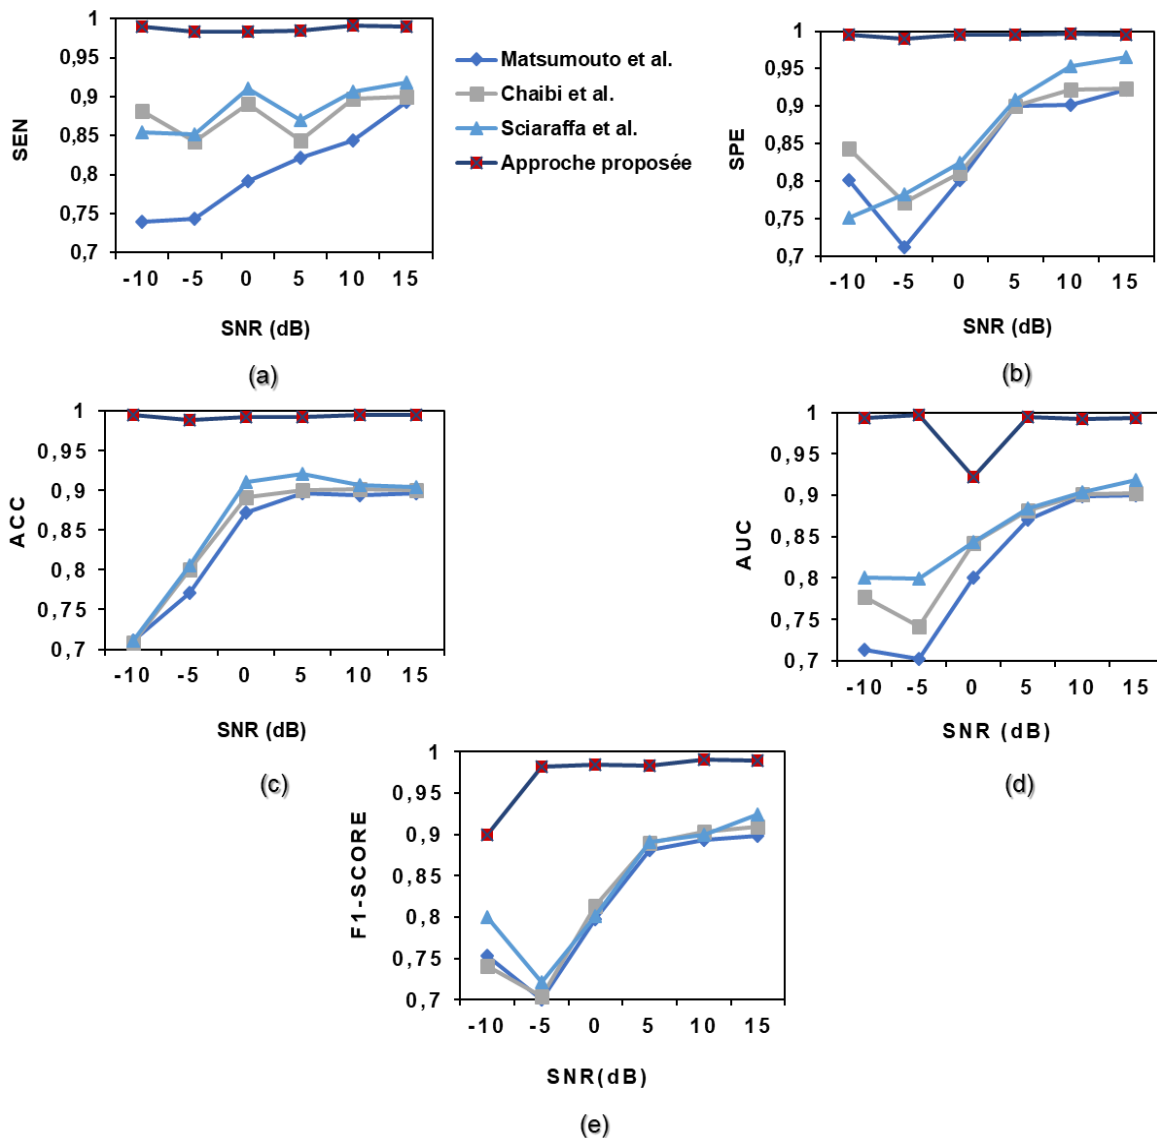 1
0,95
0,9
0,85
0,8
0,75
0,7
SEN
-10 -5 0 5 10 15
SNR (dB)
(a)
Matsumouto et al.
Chaibi et al.
Sciaraffa et al.
Approche proposée
1
0,95
0,9
0,85
0,8
0,75
0,7
SPE
-10 -5 0 5 10 15
SNR (dB)
(b)
1
0,95
0,9
0,85
0,8
0,75
0,7
ACC
-10 -5 0 5 10 15
SNR (dB)
(c)
1
0,95
0,9
0,85
0,8
0,75
0,7
AUC
-10 -5 0 5 10 15
SNR (dB)
(d)
1
0,95
0,9
0,85
0,8
0,75
0,7
F1-SCORE
-10 -5 0 5 10 15
SNR(dB)
(e)